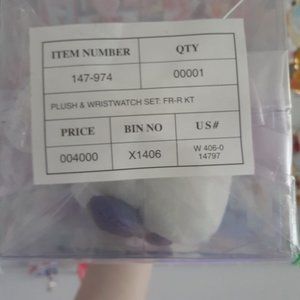 ITEM NUMBER QTY
147-974 00001
PLUSH & WRISTWATCH SET: FR-R KT
PRICE BIN NO US#
004000 X1406 W 406-0
14797